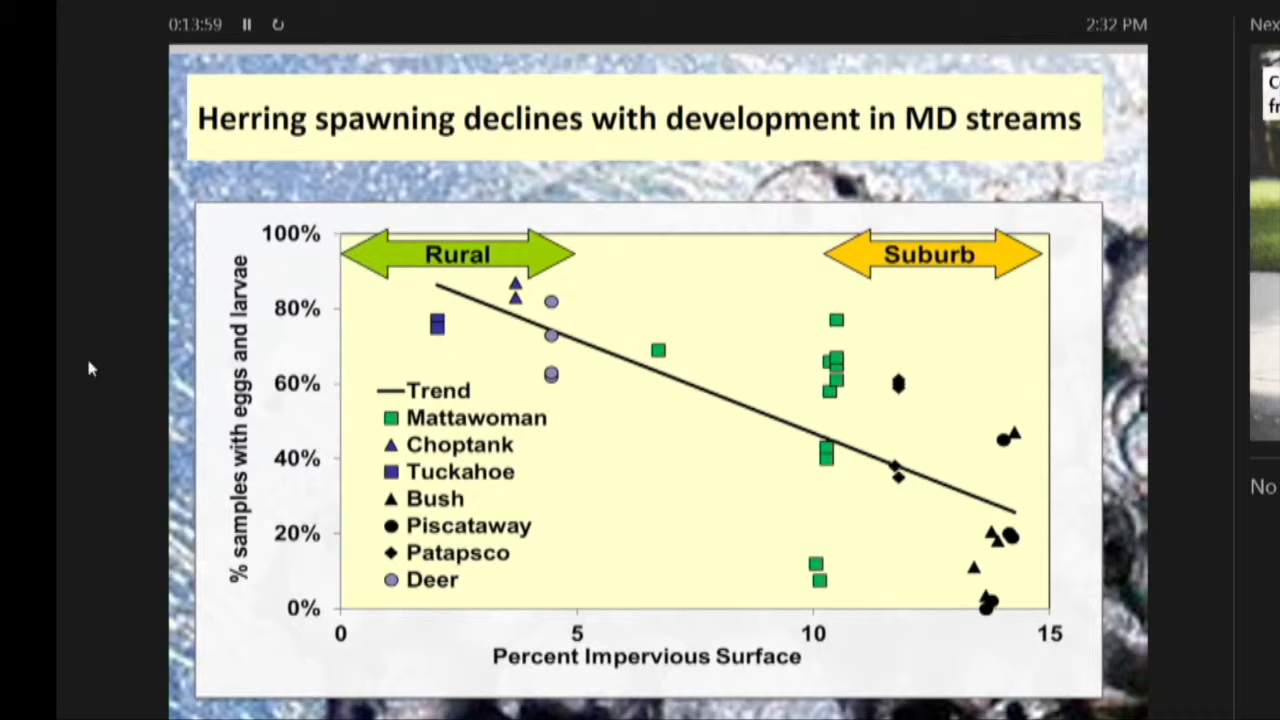 0:13:59
2:32 PM
Nex
Herring spawning declines with development in MD streams
C
fr
100%
80%
60%
40%
20%
0%
% samples with eggs and larvae
Rural
Suburb
Trend
Mattawoman
Choptank
Tuckahoe
Bush
Piscataway
Patapsco
Deer
0
5
10
15
Percent Impervious Surface
No